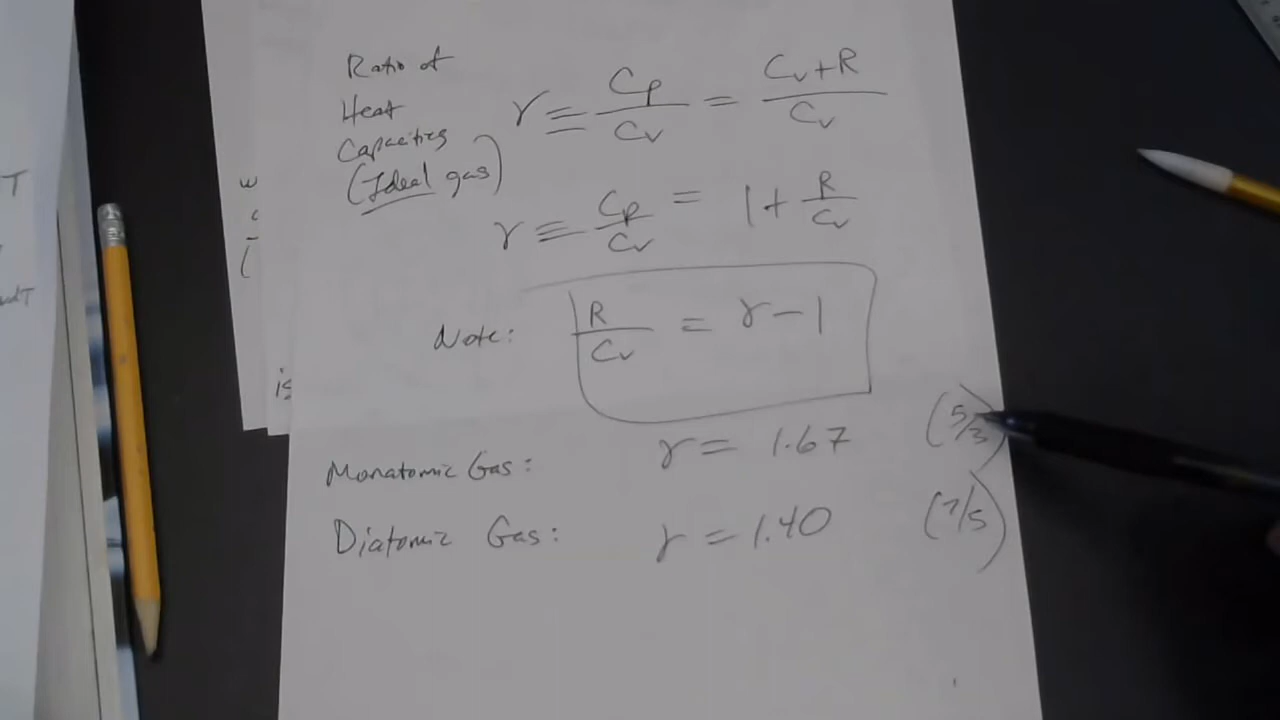 Ratio of
Heat
Capacities
(Ideal gas)
γ ≡ Cp/Cv = Cv+R/Cv
γ ≡ Cp/Cv = 1 + R/Cv
Note: R/Cv = γ − 1
Monatomic Gas: γ = 1.67 (5/3)
Diatomic Gas: γ = 1.40 (7/5)
T
w
is